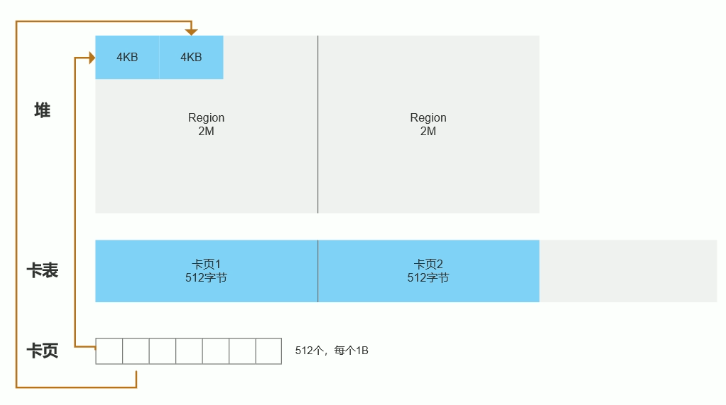 4KB
4KB
堆
Region
2M
Region
2M
卡表
卡页1
512字节
卡页2
512字节
卡页
512个，每个1B